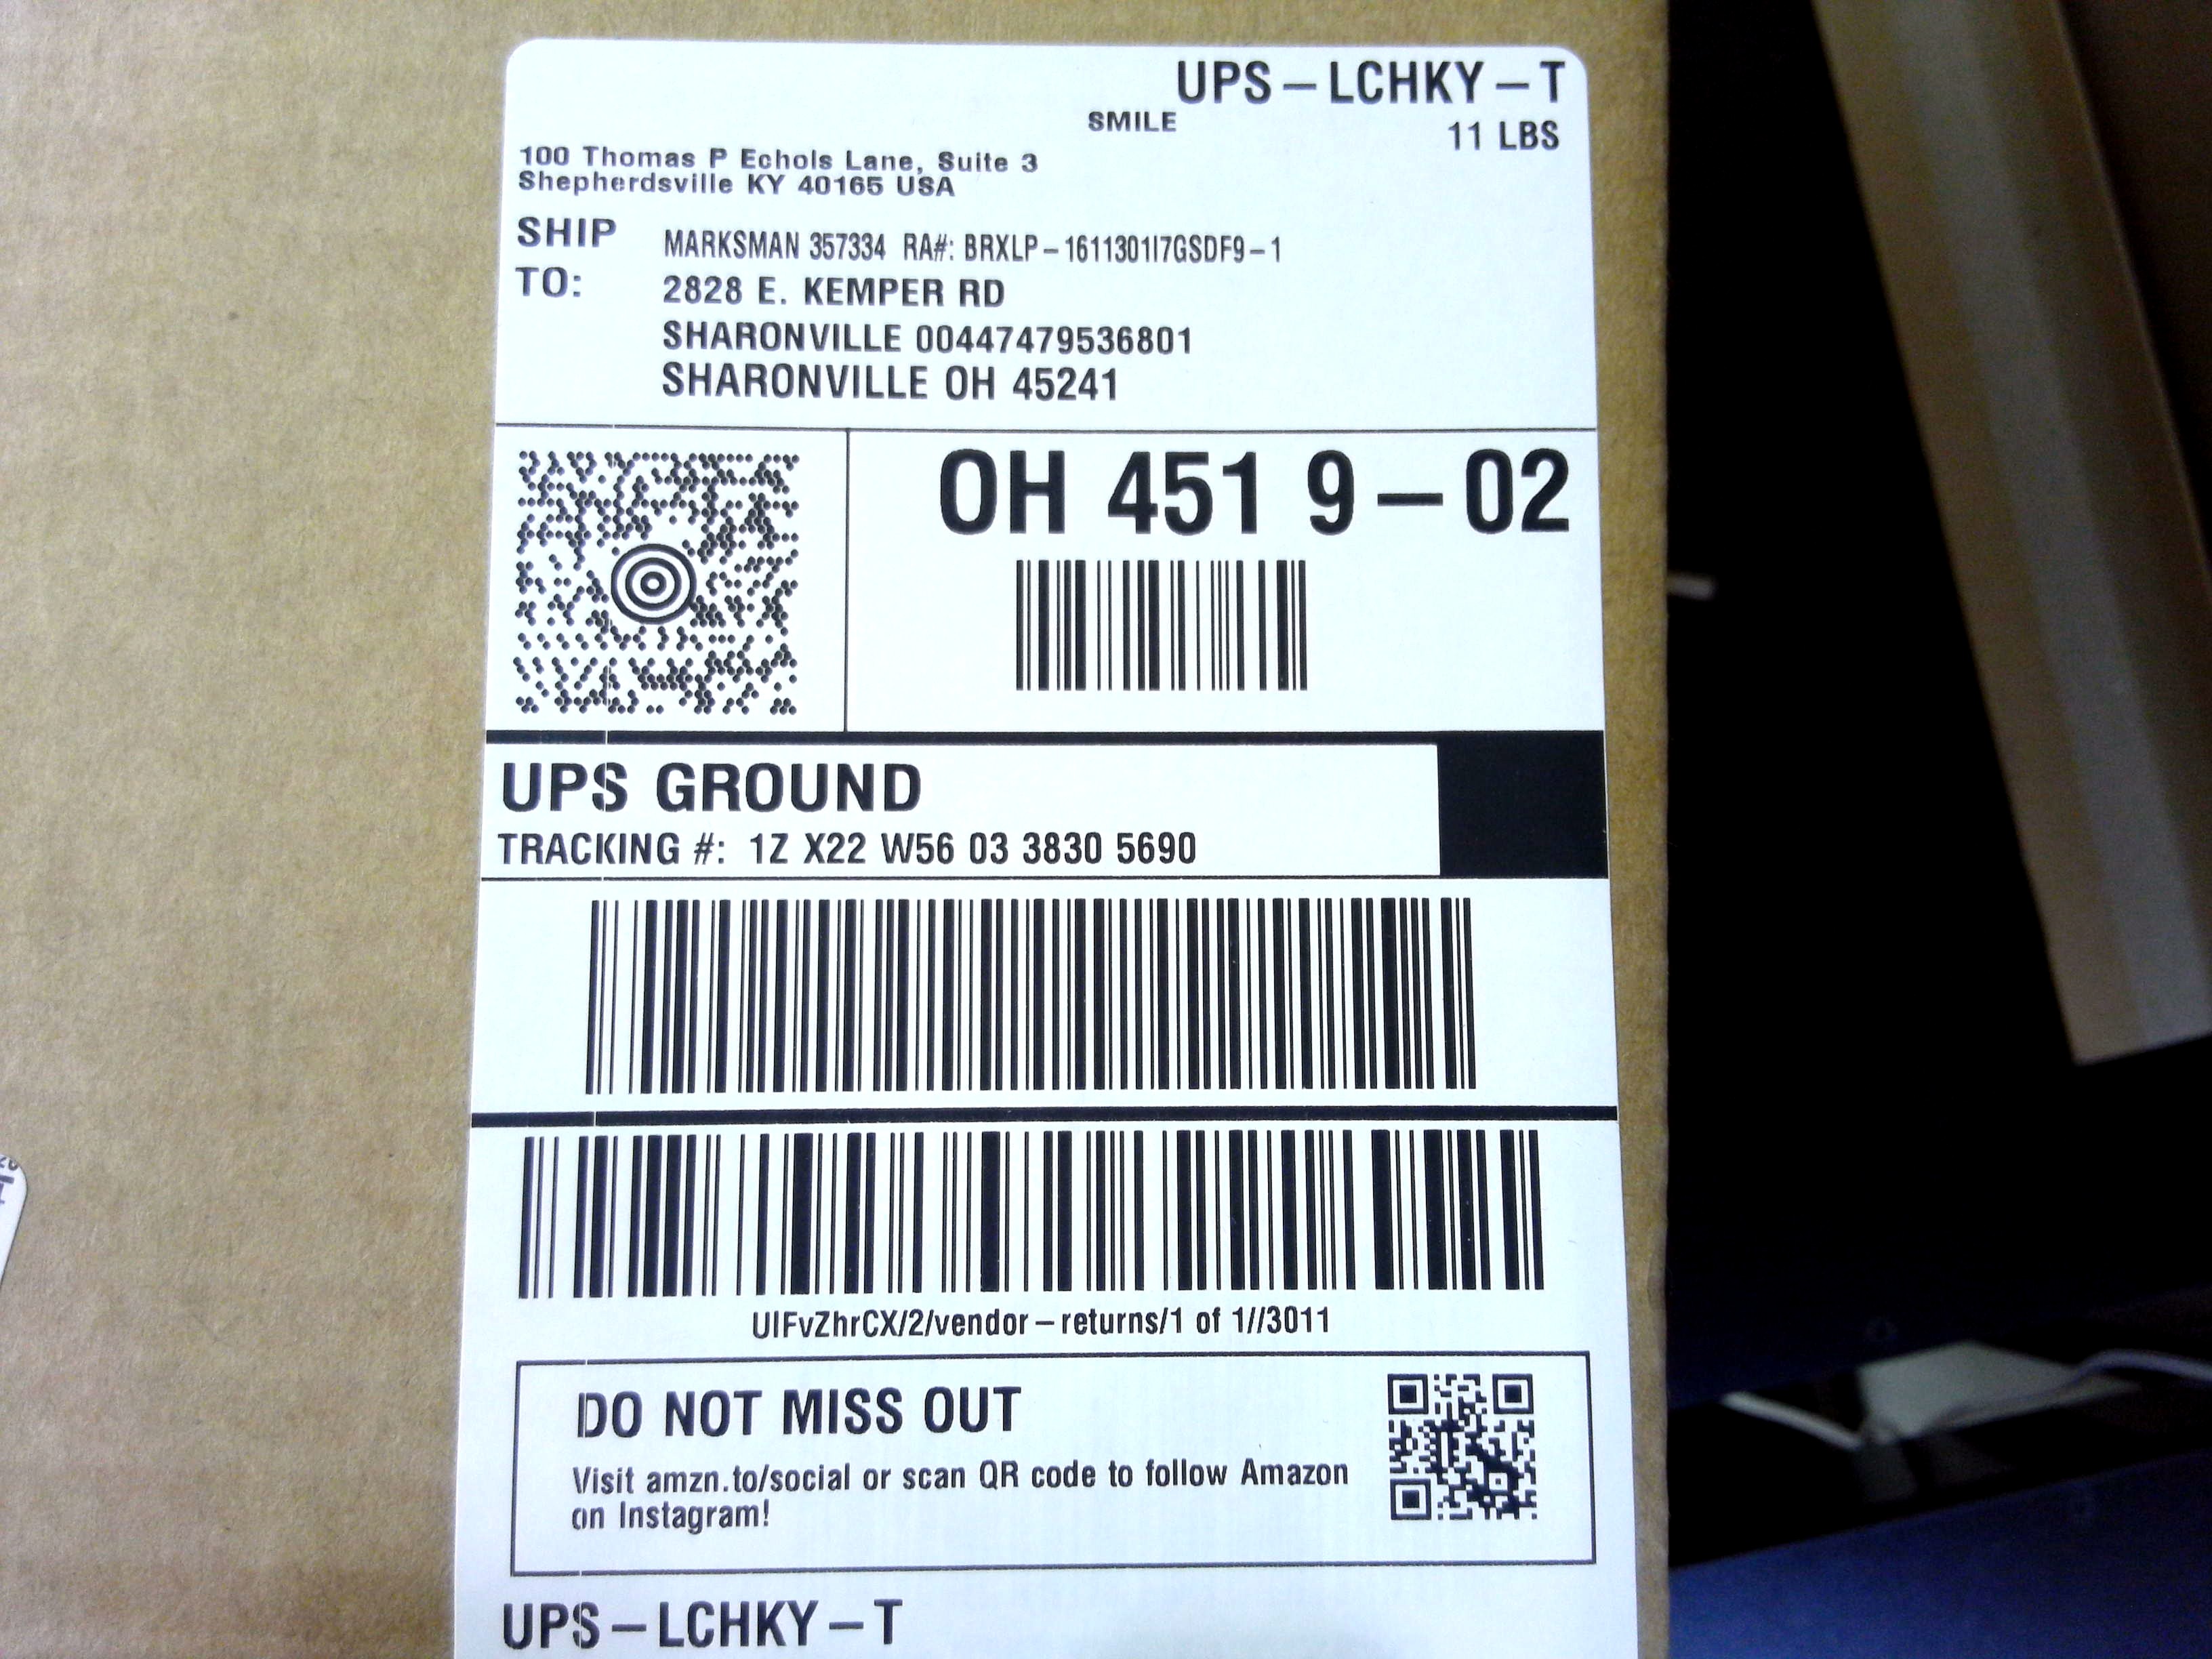 UPS – LCHKY – T
SMILE
11 LBS
100 Thomas P Echols Lane, Suite 3
Shepherdsville KY 40165 USA
SHIP TO:
MARKSMAN 357334 RA#: BRXLP – 1611301I7GSDF9 – 1
2828 E. KEMPER RD
SHARONVILLE 00447479536801
SHARONVILLE OH 45241
OH 451 9 – 02
UPS GROUND
TRACKING #: 1Z X22 W56 03 3830 5690
UIFvZhrCX/2/vendor – returns/1 of 1//3011
DO NOT MISS OUT
Visit amzn.to/social or scan QR code to follow Amazon
on Instagram!
UPS – LCHKY – T